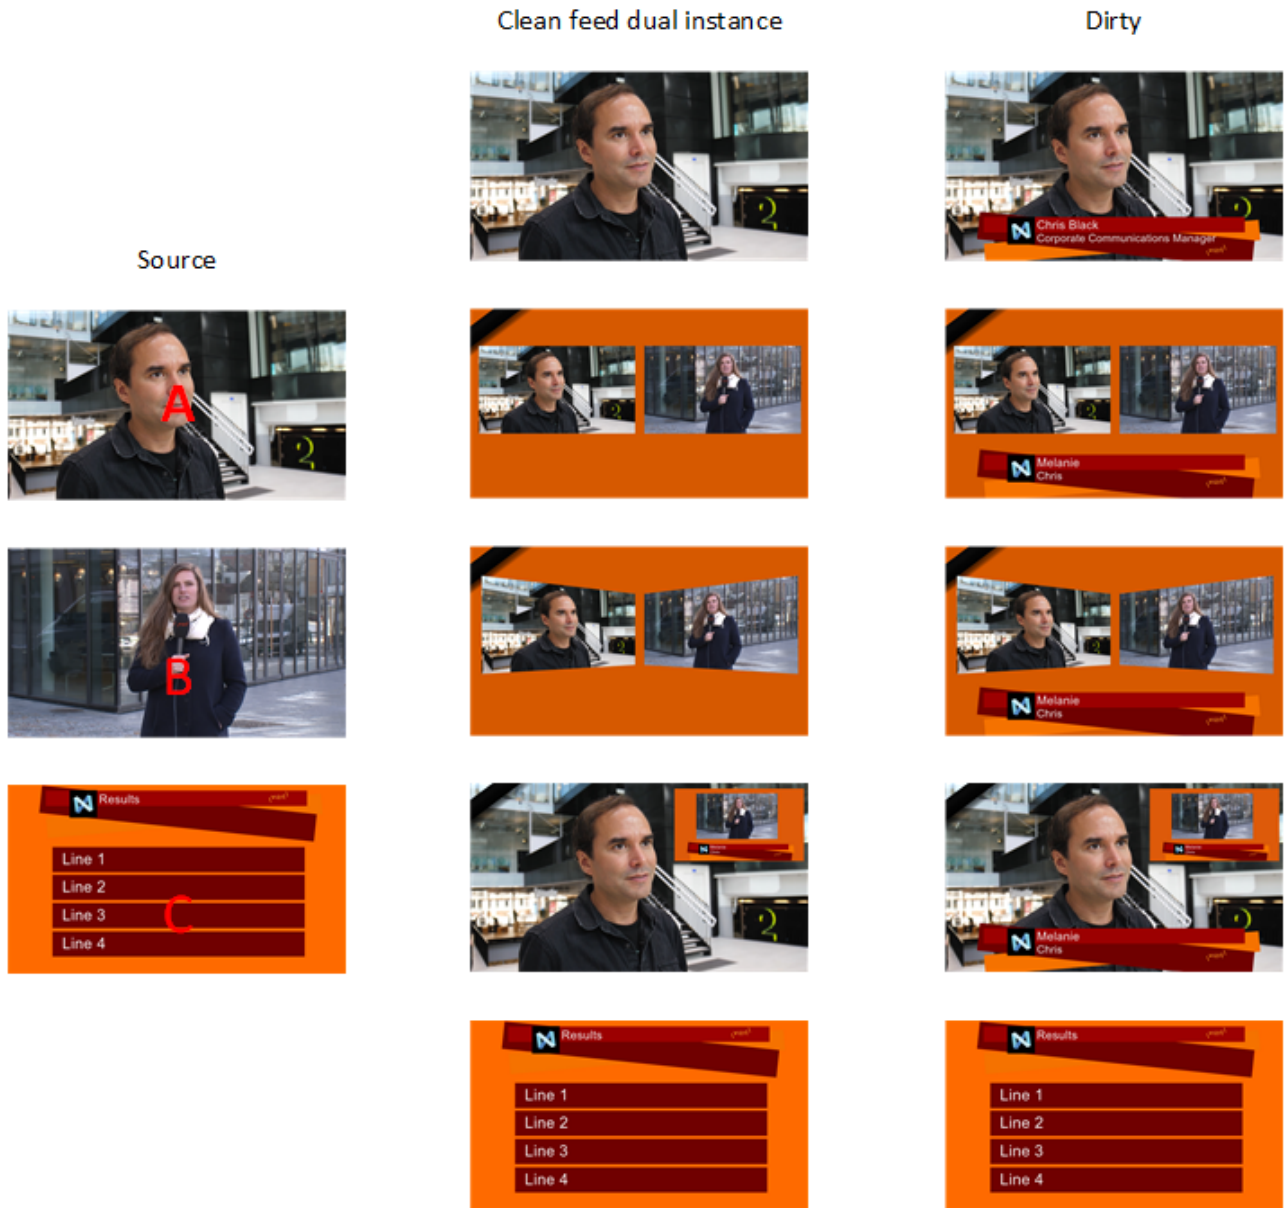 Clean feed dual instance
Dirty
Source
Chris Black
Corporate Communications Manager
A
Melanie
Chris
B
Melanie
Chris
Results
Line 1
Line 2
Line 3
Line 4
C
Melanie
Chris
Results
Line 1
Line 2
Line 3
Line 4
Results
Line 1
Line 2
Line 3
Line 4